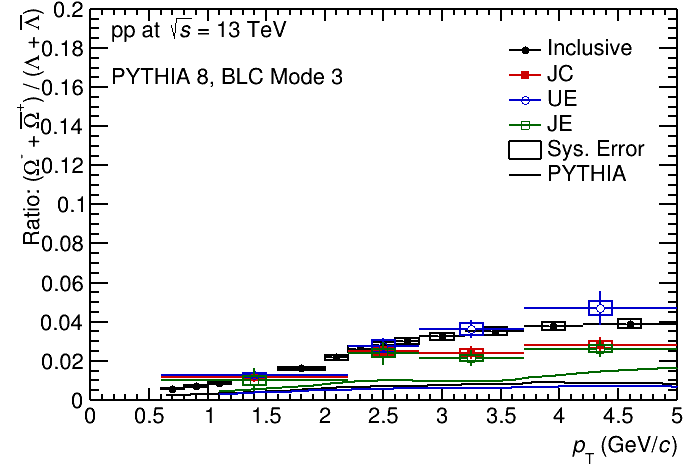 pp at √s = 13 TeV
PYTHIA 8, BLC Mode 3
Inclusive
JC
UE
JE
Sys. Error
PYTHIA
Ratio: (Ω⁻ + Ω̅⁺) / (Λ + Λ̅)
0.2
0.18
0.16
0.14
0.12
0.1
0.08
0.06
0.04
0.02
0
0 0.5 1 1.5 2 2.5 3 3.5 4 4.5 5
p_T (GeV/c)